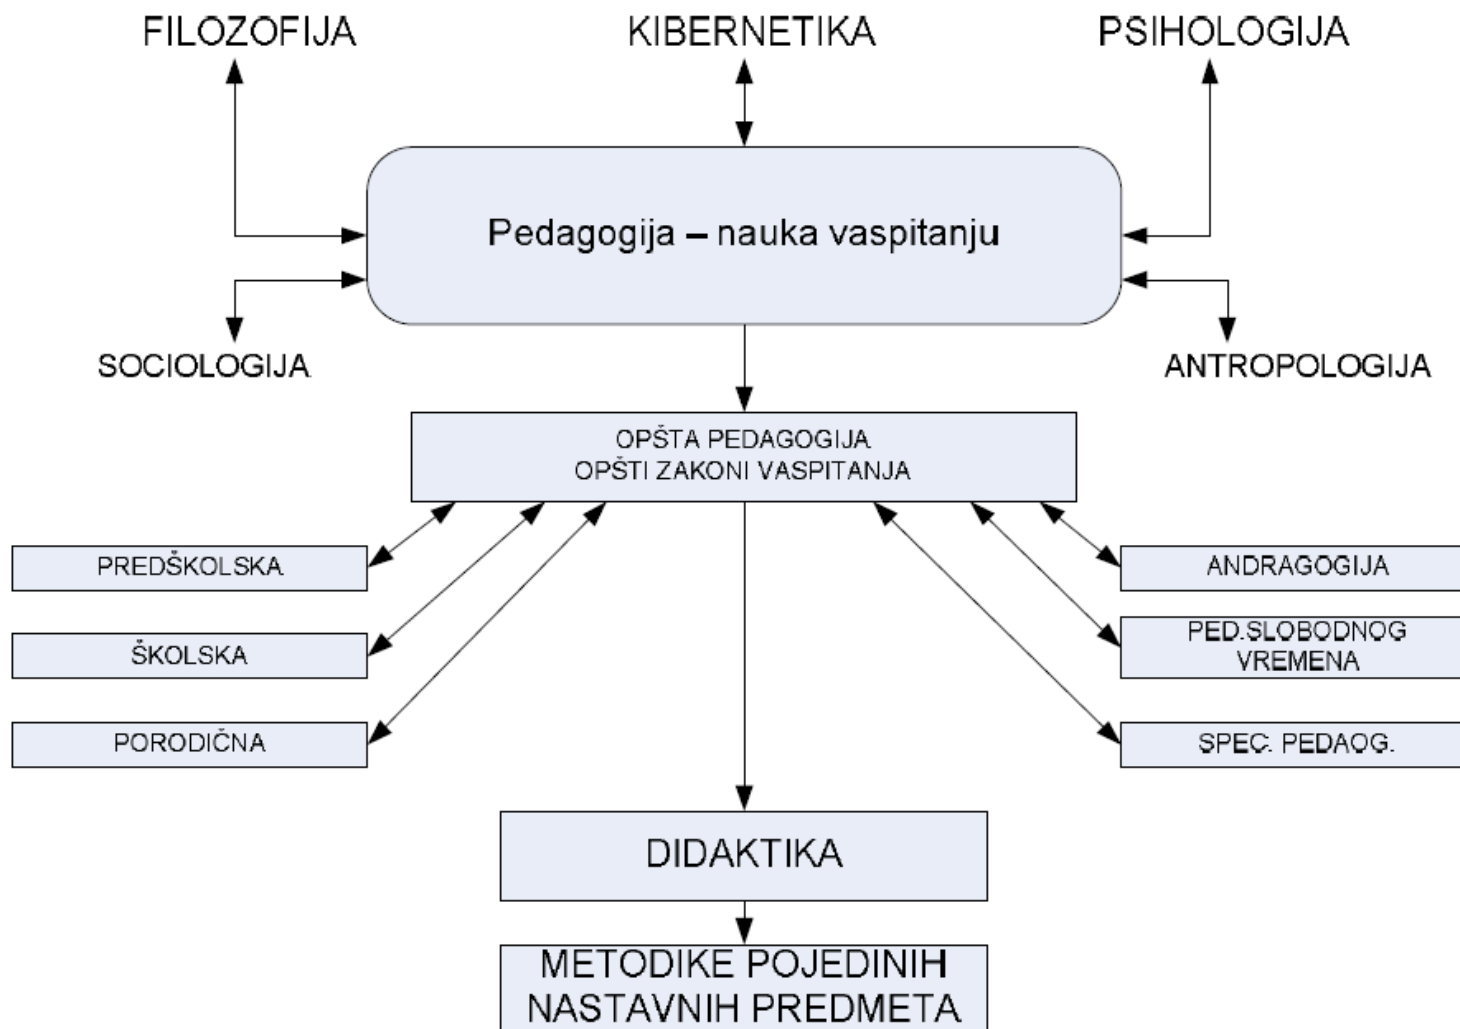 FILOZOFIJA
KIBERNETIKA
PSIHOLOGIJA
Pedagogija – nauka vaspitanju
SOCIOLOGIJA
ANTROPOLOGIJA
OPŠTA PEDAGOGIJA
OPŠTI ZAKONI VASPITANJA
PREDŠKOLSKA
ANDRAGOGIJA
ŠKOLSKA
PED.SLOBODNOG
VREMENA
PORODIČNA
SPEC. PEDAOG.
DIDAKTIKA
METODIKE POJEDINIH
NASTAVNIH PREDMETA